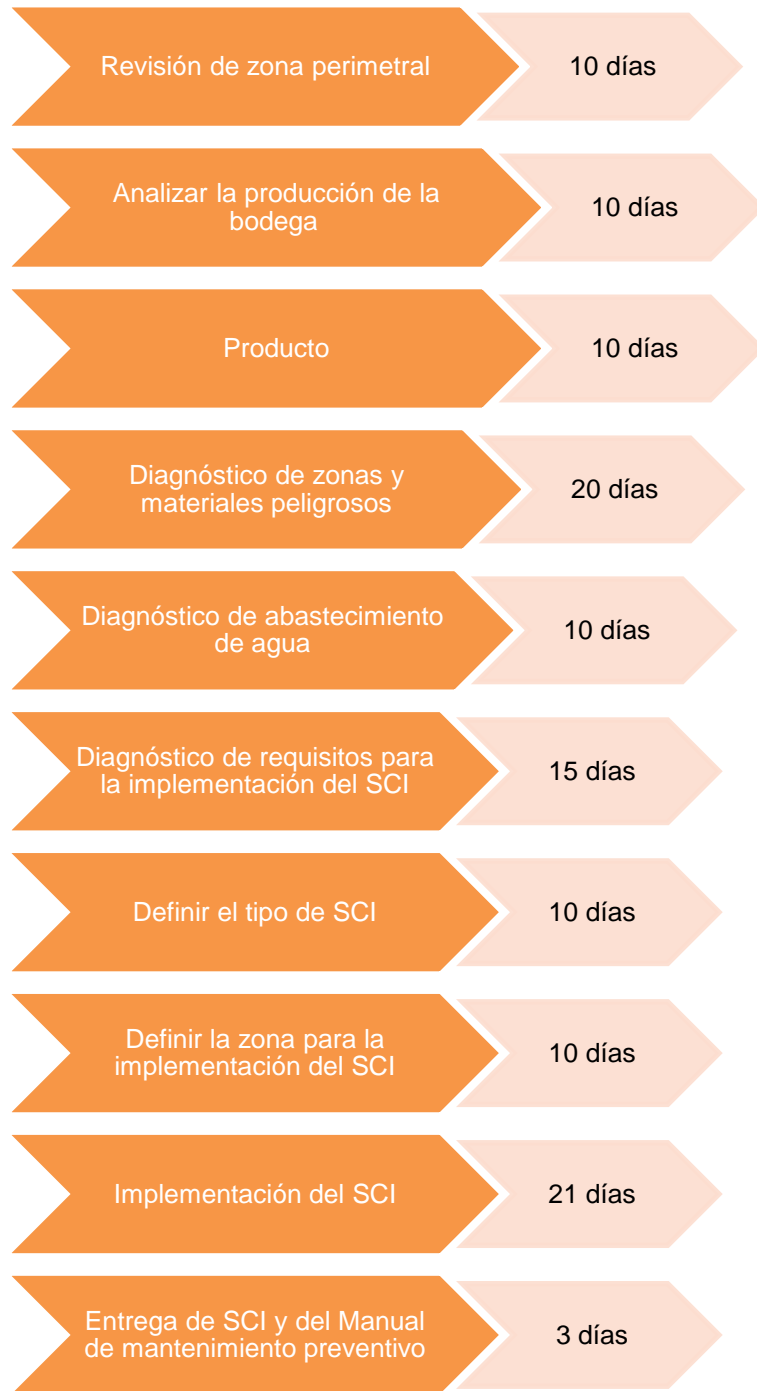 Revisión de zona perimetral
10 días
Analizar la producción de la
bodega
10 días
Producto
10 días
Diagnóstico de zonas y
materiales peligrosos
20 días
Diagnóstico de abastecimiento
de agua
10 días
Diagnóstico de requisitos para
la implementación del SCI
15 días
Definir el tipo de SCI
10 días
Definir la zona para la
implementación del SCI
10 días
Implementación del SCI
21 días
Entrega de SCI y del Manual
de mantenimiento preventivo
3 días